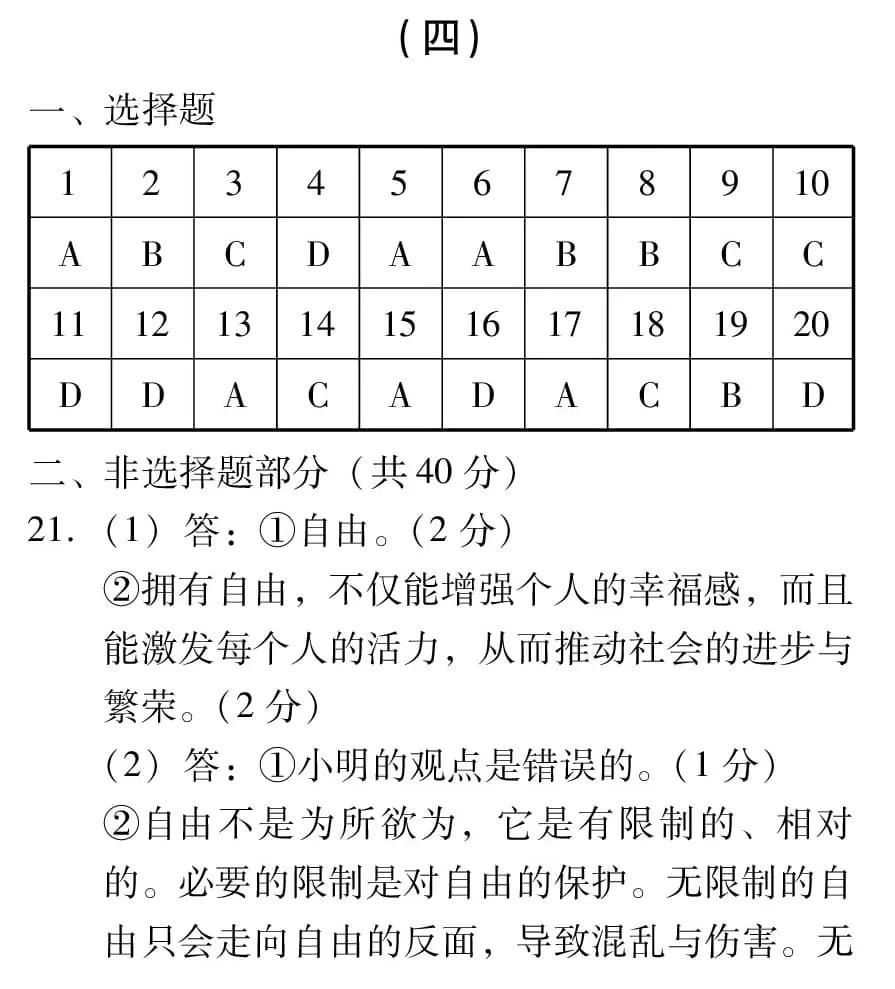 (四)
一、选择题
1 2 3 4 5 6 7 8 9 10
A B C D A A B B C C
11 12 13 14 15 16 17 18 19 20
D D A C A D A C B D
二、非选择题部分（共40分）
21.（1）答：①自由。（2分）
②拥有自由，不仅能增强个人的幸福感，而且
能激发每个人的活力，从而推动社会的进步与
繁荣。（2分）
（2）答：①小明的观点是错误的。（1分）
②自由不是为所欲为，它是有限制的、相对
的。必要的限制是对自由的保护。无限制的自
由只会走向自由的反面，导致混乱与伤害。无